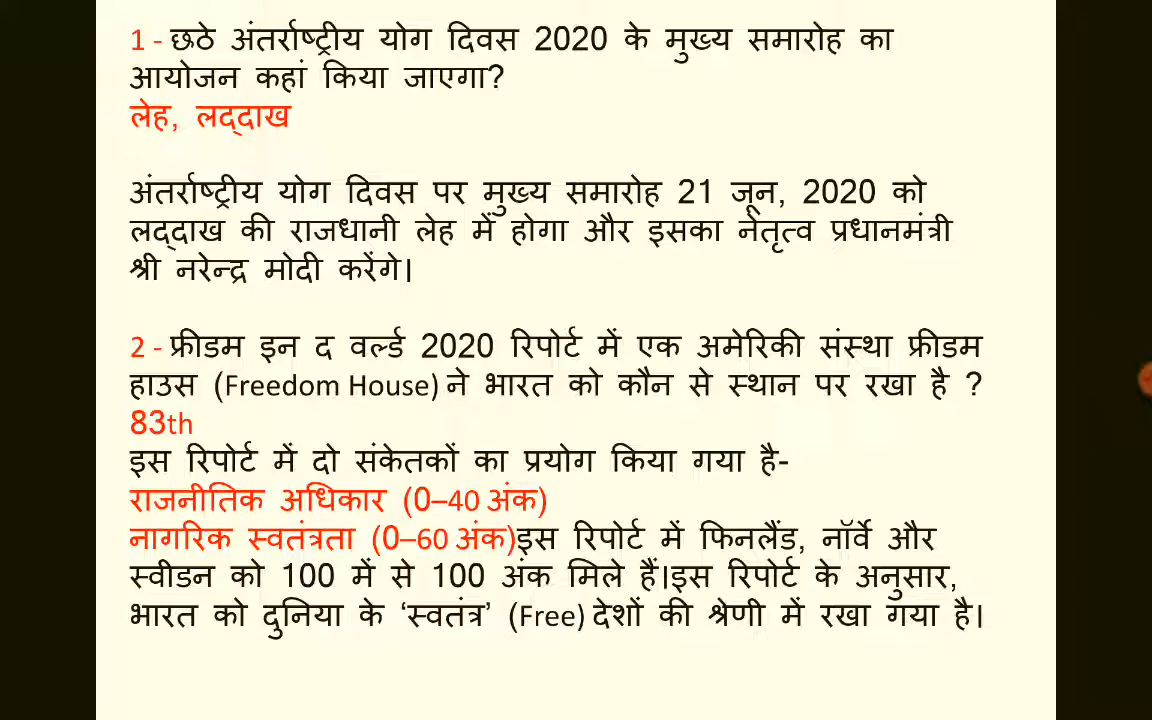 1 - छठे अंतर्राष्ट्रीय योग दिवस 2020 के मुख्य समारोह का
आयोजन कहां किया जाएगा?
लेह, लद्दाख
अंतर्राष्ट्रीय योग दिवस पर मुख्य समारोह 21 जून, 2020 को
लद्दाख की राजधानी लेह में होगा और इसका नेतृत्व प्रधानमंत्री
श्री नरेन्द्र मोदी करेंगे।
2 - फ्रीडम इन द वर्ल्ड 2020 रिपोर्ट में एक अमेरिकी संस्था फ्रीडम
हाउस (Freedom House) ने भारत को कौन से स्थान पर रखा है ?
83th
इस रिपोर्ट में दो संकेतकों का प्रयोग किया गया है-
राजनीतिक अधिकार (0–40 अंक)
नागरिक स्वतंत्रता (0–60 अंक)इस रिपोर्ट में फिनलैंड, नॉर्वे और
स्वीडन को 100 में से 100 अंक मिले हैं।इस रिपोर्ट के अनुसार,
भारत को दुनिया के ‘स्वतंत्र’ (Free) देशों की श्रेणी में रखा गया है।